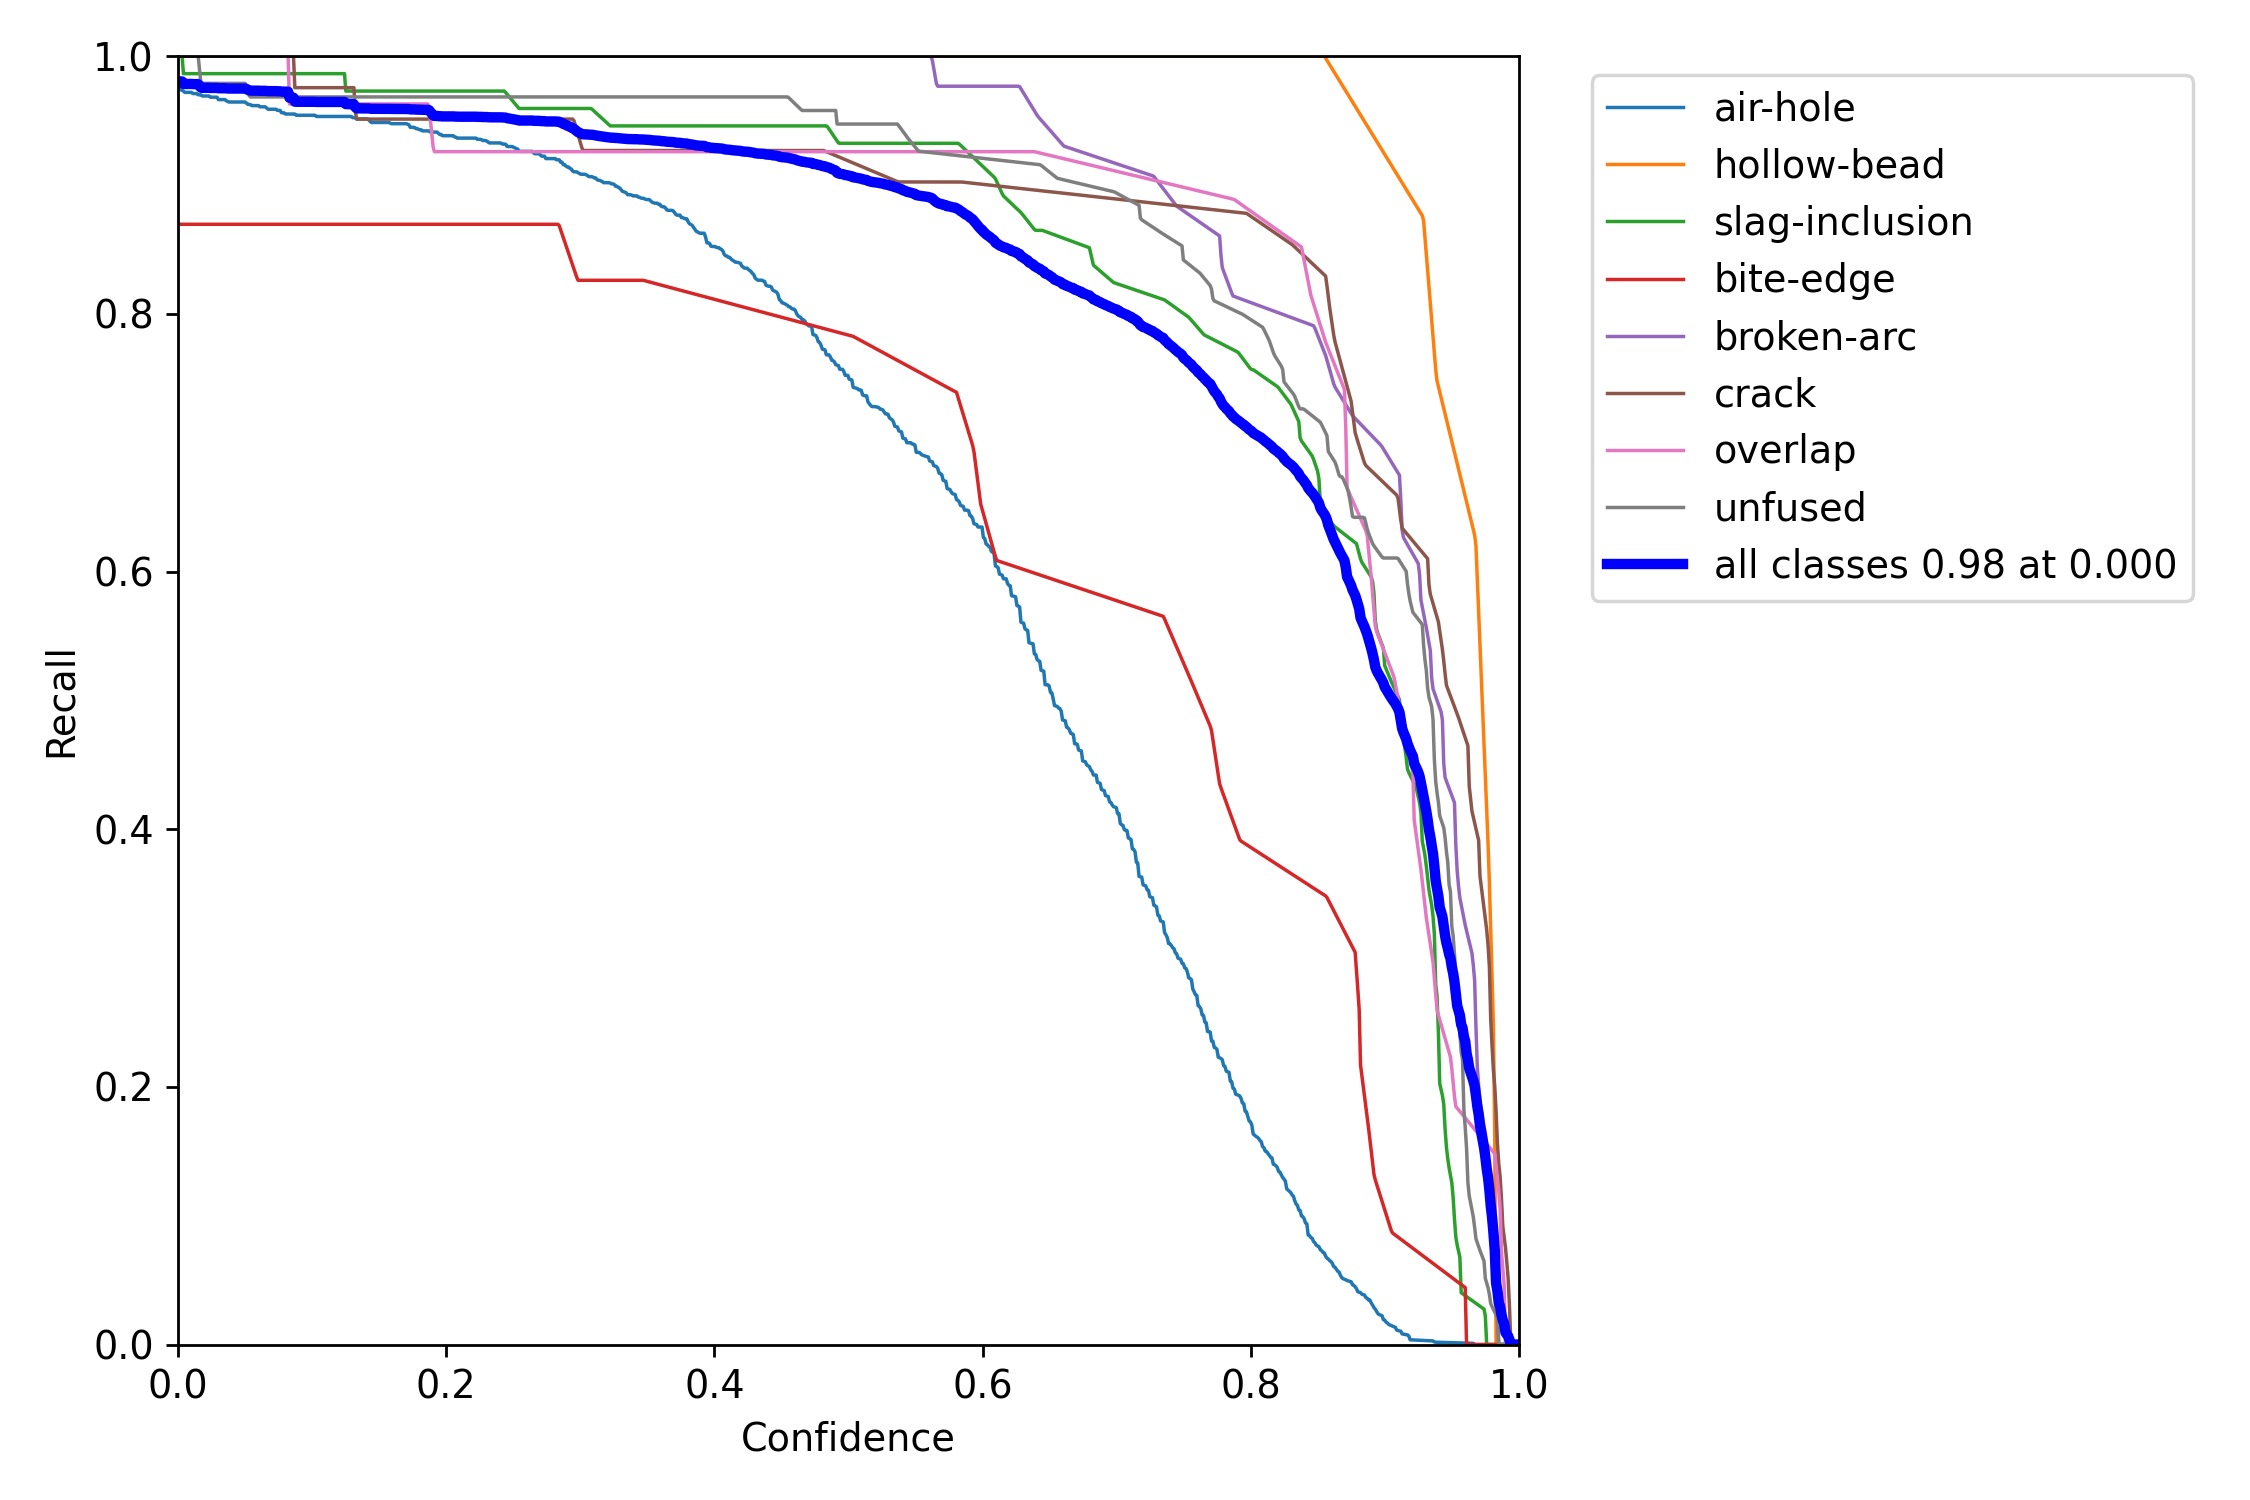 1.0
0.8
0.6
0.4
0.2
0.0
Recall
0.0 0.2 0.4 0.6 0.8 1.0
Confidence
air-hole
hollow-bead
slag-inclusion
bite-edge
broken-arc
crack
overlap
unfused
all classes 0.98 at 0.000